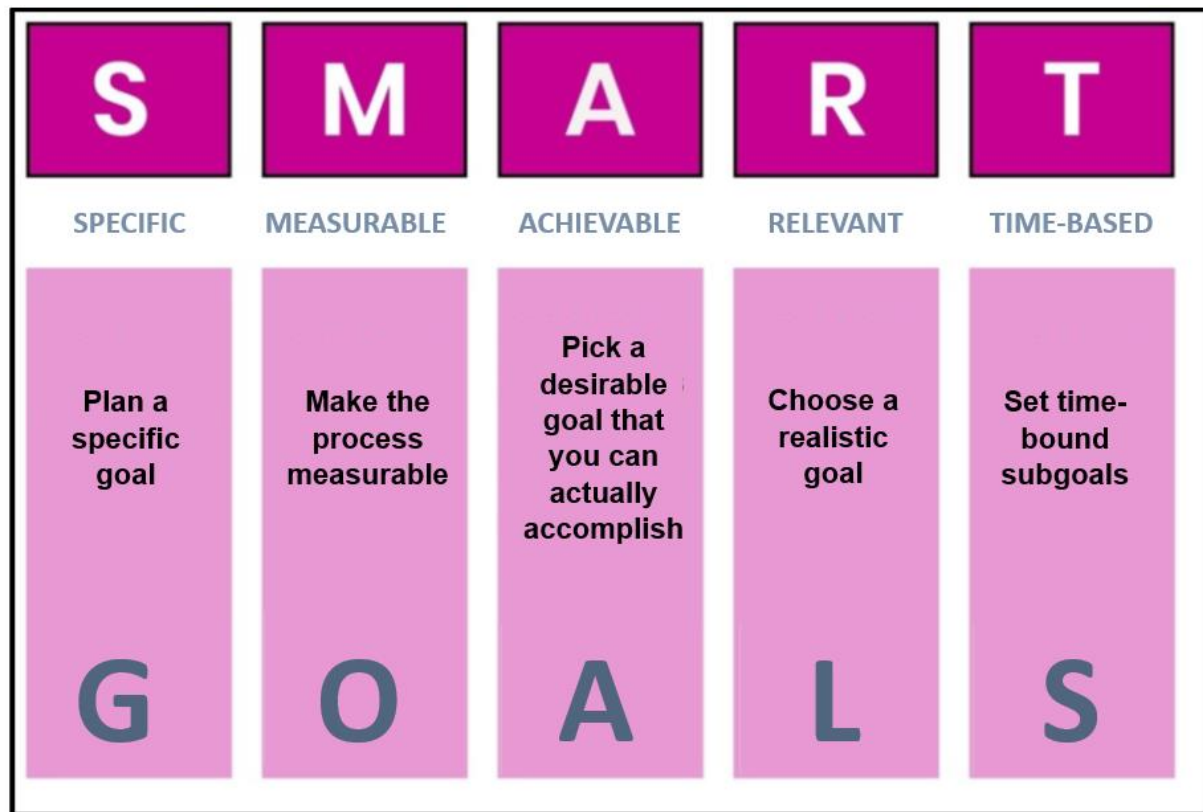 S M A R T
SPECIFIC MEASURABLE ACHIEVABLE RELEVANT TIME-BASED
Plan a
specific
goal
Make the
process
measurable
Pick a
desirable
goal that
you can
actually
accomplish
Choose a
realistic
goal
Set time-
bound
subgoals
G O A L S